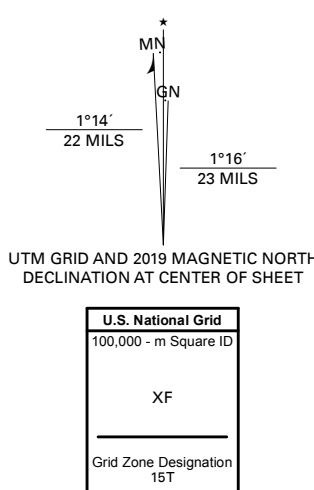 MN
GN
1°14´
22 MILS
1°16´
23 MILS
UTM GRID AND 2019 MAGNETIC NORTH
DECLINATION AT CENTER OF SHEET
U.S. National Grid
100,000 - m Square ID
XF
Grid Zone Designation
15T